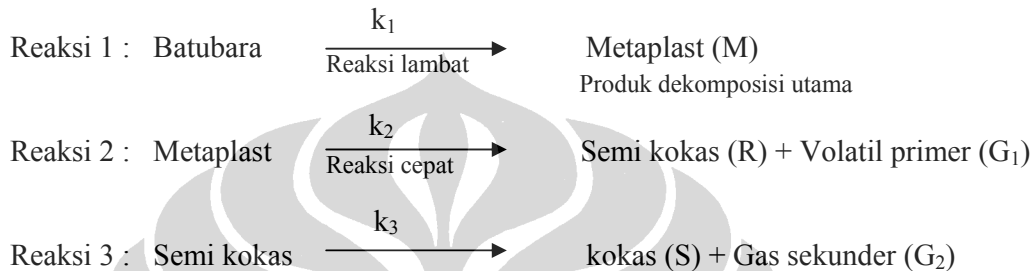 Reaksi 1 : Batubara k₁ Reaksi lambat Metaplast (M)
Produk dekomposisi utama
Reaksi 2 : Metaplast k₂ Reaksi cepat Semi kokas (R) + Volatil primer (G₁)
Reaksi 3 : Semi kokas k₃ kokas (S) + Gas sekunder (G₂)